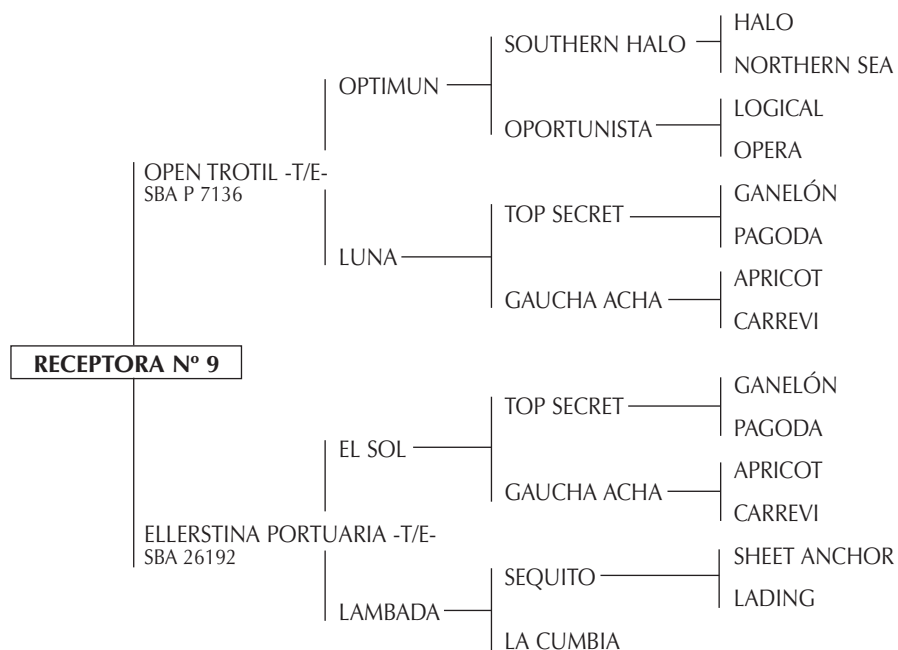 HALO
SOUTHERN HALO
NORTHERN SEA
OPTIMUN
LOGICAL
OPORTUNISTA
OPERA
OPEN TROTIL -T/E-
SBA P 7136
GANELÓN
TOP SECRET
PAGODA
LUNA
APRICOT
GAUCHA ACHA
CARREVI
RECEPTORA Nº 9
GANELÓN
TOP SECRET
PAGODA
EL SOL
APRICOT
GAUCHA ACHA
CARREVI
ELLERSTINA PORTUARIA -T/E-
SBA 26192
SHEET ANCHOR
SEQUITO
LADING
LAMBADA
LA CUMBIA